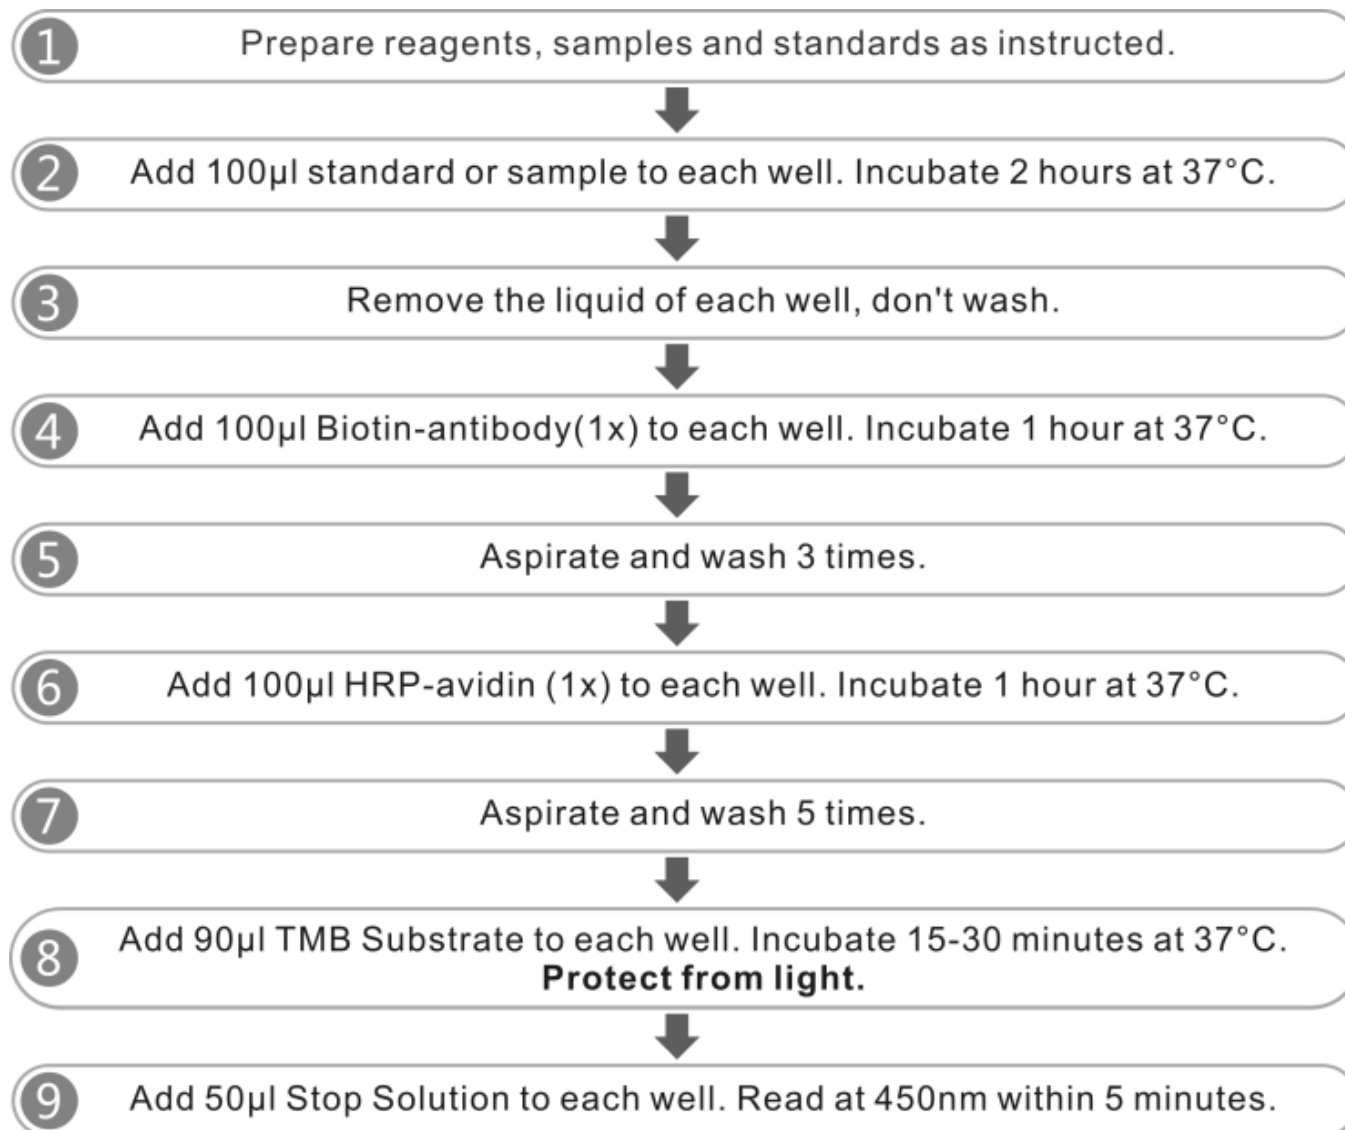 1 Prepare reagents, samples and standards as instructed.
2 Add 100μl standard or sample to each well. Incubate 2 hours at 37°C.
3 Remove the liquid of each well, don't wash.
4 Add 100μl Biotin-antibody(1x) to each well. Incubate 1 hour at 37°C.
5 Aspirate and wash 3 times.
6 Add 100μl HRP-avidin (1x) to each well. Incubate 1 hour at 37°C.
7 Aspirate and wash 5 times.
8 Add 90μl TMB Substrate to each well. Incubate 15-30 minutes at 37°C.
Protect from light.
9 Add 50μl Stop Solution to each well. Read at 450nm within 5 minutes.